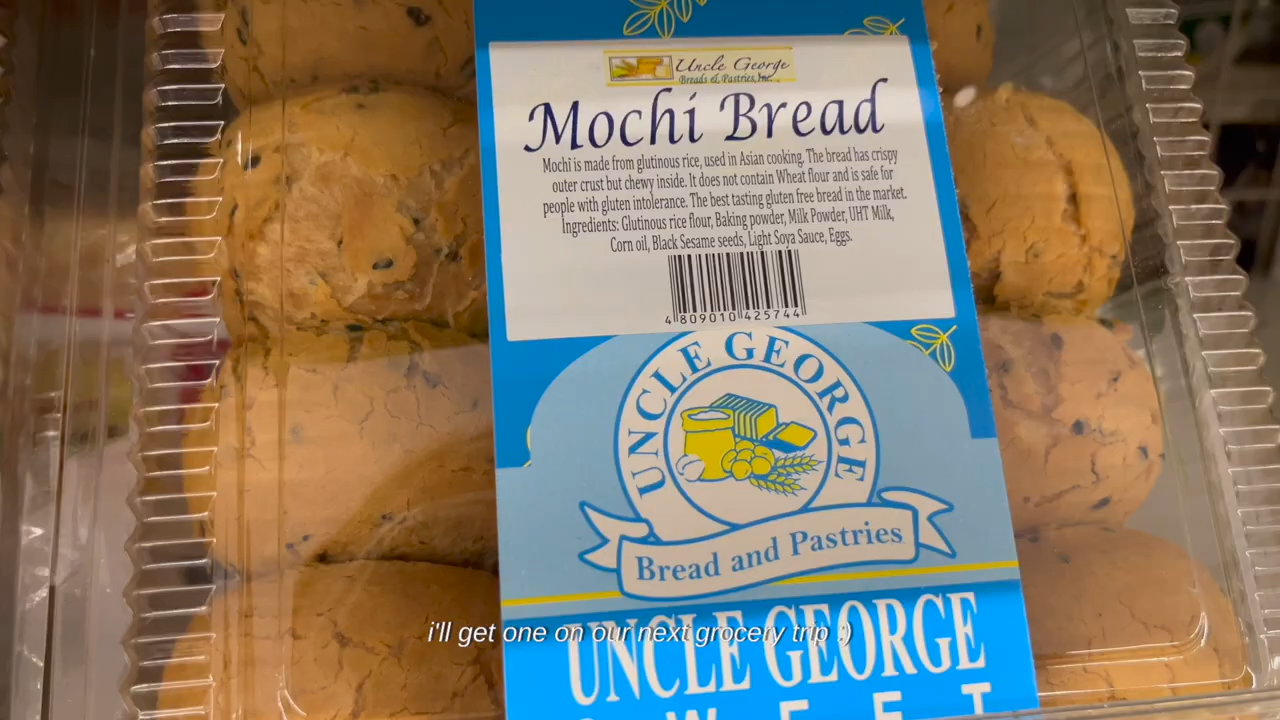 Uncle George
Breads & Pastries, Inc.
Mochi Bread
Mochi is made from glutinous rice, used in Asian cooking. The bread has crispy
outer crust but chewy inside. It does not contain Wheat flour and is safe for
people with gluten intolerance. The best tasting gluten free bread in the market.
Ingredients: Glutinous rice flour, Baking powder, Milk Powder, UHT Milk,
Corn oil, Black Sesame seeds, Light Soya Sauce, Eggs.
4 809010 425744
UNCLE GEORGE
Bread and Pastries
i'll get one on our next grocery trip :)
UNCLE GEORGE